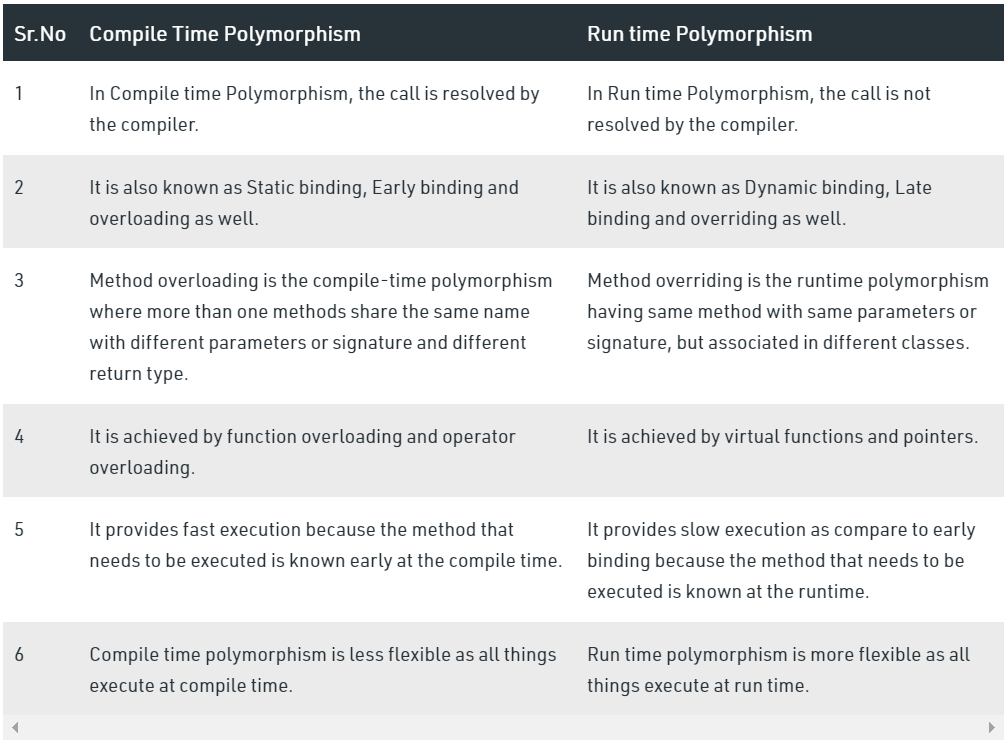 Sr.No Compile Time Polymorphism Run time Polymorphism
1 In Compile time Polymorphism, the call is resolved by In Run time Polymorphism, the call is not
the compiler. resolved by the compiler.
2 It is also known as Static binding, Early binding and It is also known as Dynamic binding, Late
overloading as well. binding and overriding as well.
3 Method overloading is the compile-time polymorphism Method overriding is the runtime polymorphism
where more than one methods share the same name having same method with same parameters or
with different parameters or signature and different signature, but associated in different classes.
return type.
4 It is achieved by function overloading and operator It is achieved by virtual functions and pointers.
overloading.
5 It provides fast execution because the method that It provides slow execution as compare to early
needs to be executed is known early at the compile time. binding because the method that needs to be
executed is known at the runtime.
6 Compile time polymorphism is less flexible as all things Run time polymorphism is more flexible as all
execute at compile time. things execute at run time.